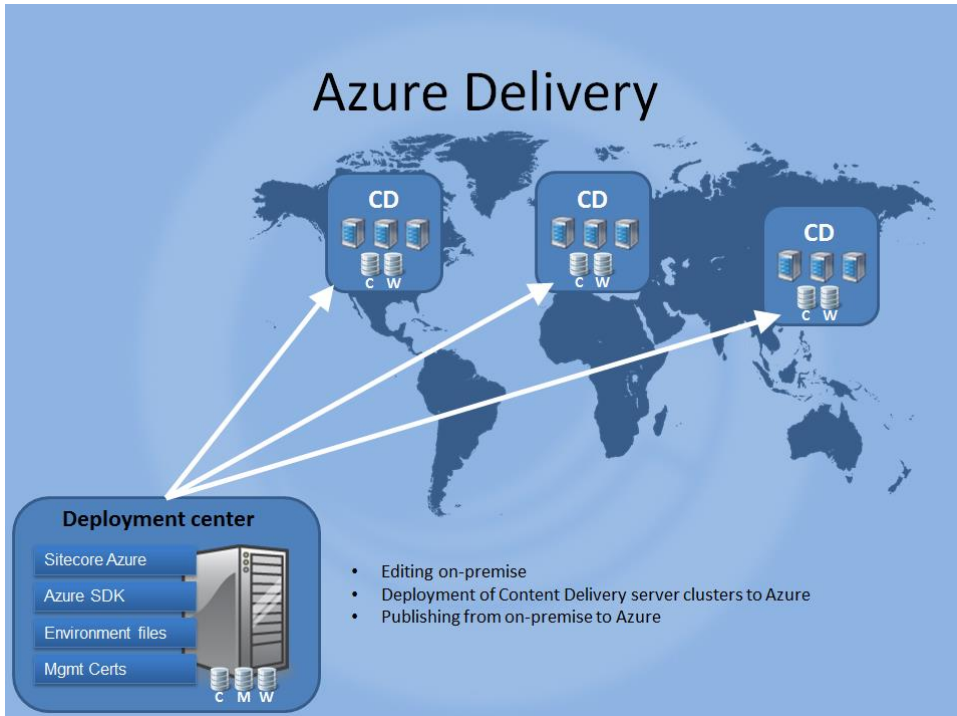 Azure Delivery
CD
C W
CD
C W
CD
C W
Deployment center
Sitecore Azure
Azure SDK
Environment files
Mgmt Certs
C M W
• Editing on-premise
• Deployment of Content Delivery server clusters to Azure
• Publishing from on-premise to Azure